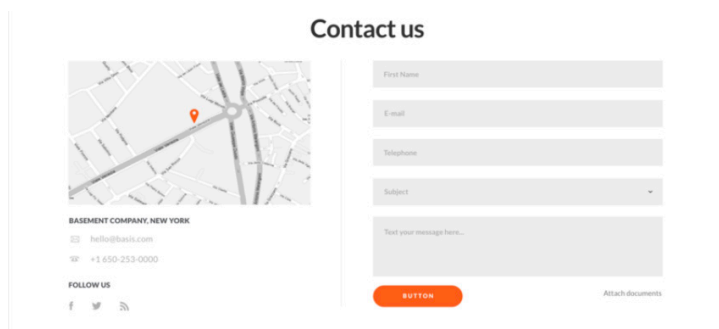 Contact us
BASEMENT COMPANY, NEW YORK
hello@basis.com
+1 650-253-0000
FOLLOW US
First Name
E-mail
Telephone
Subject
Text your mesrage here...
BUTTON
Attach documents